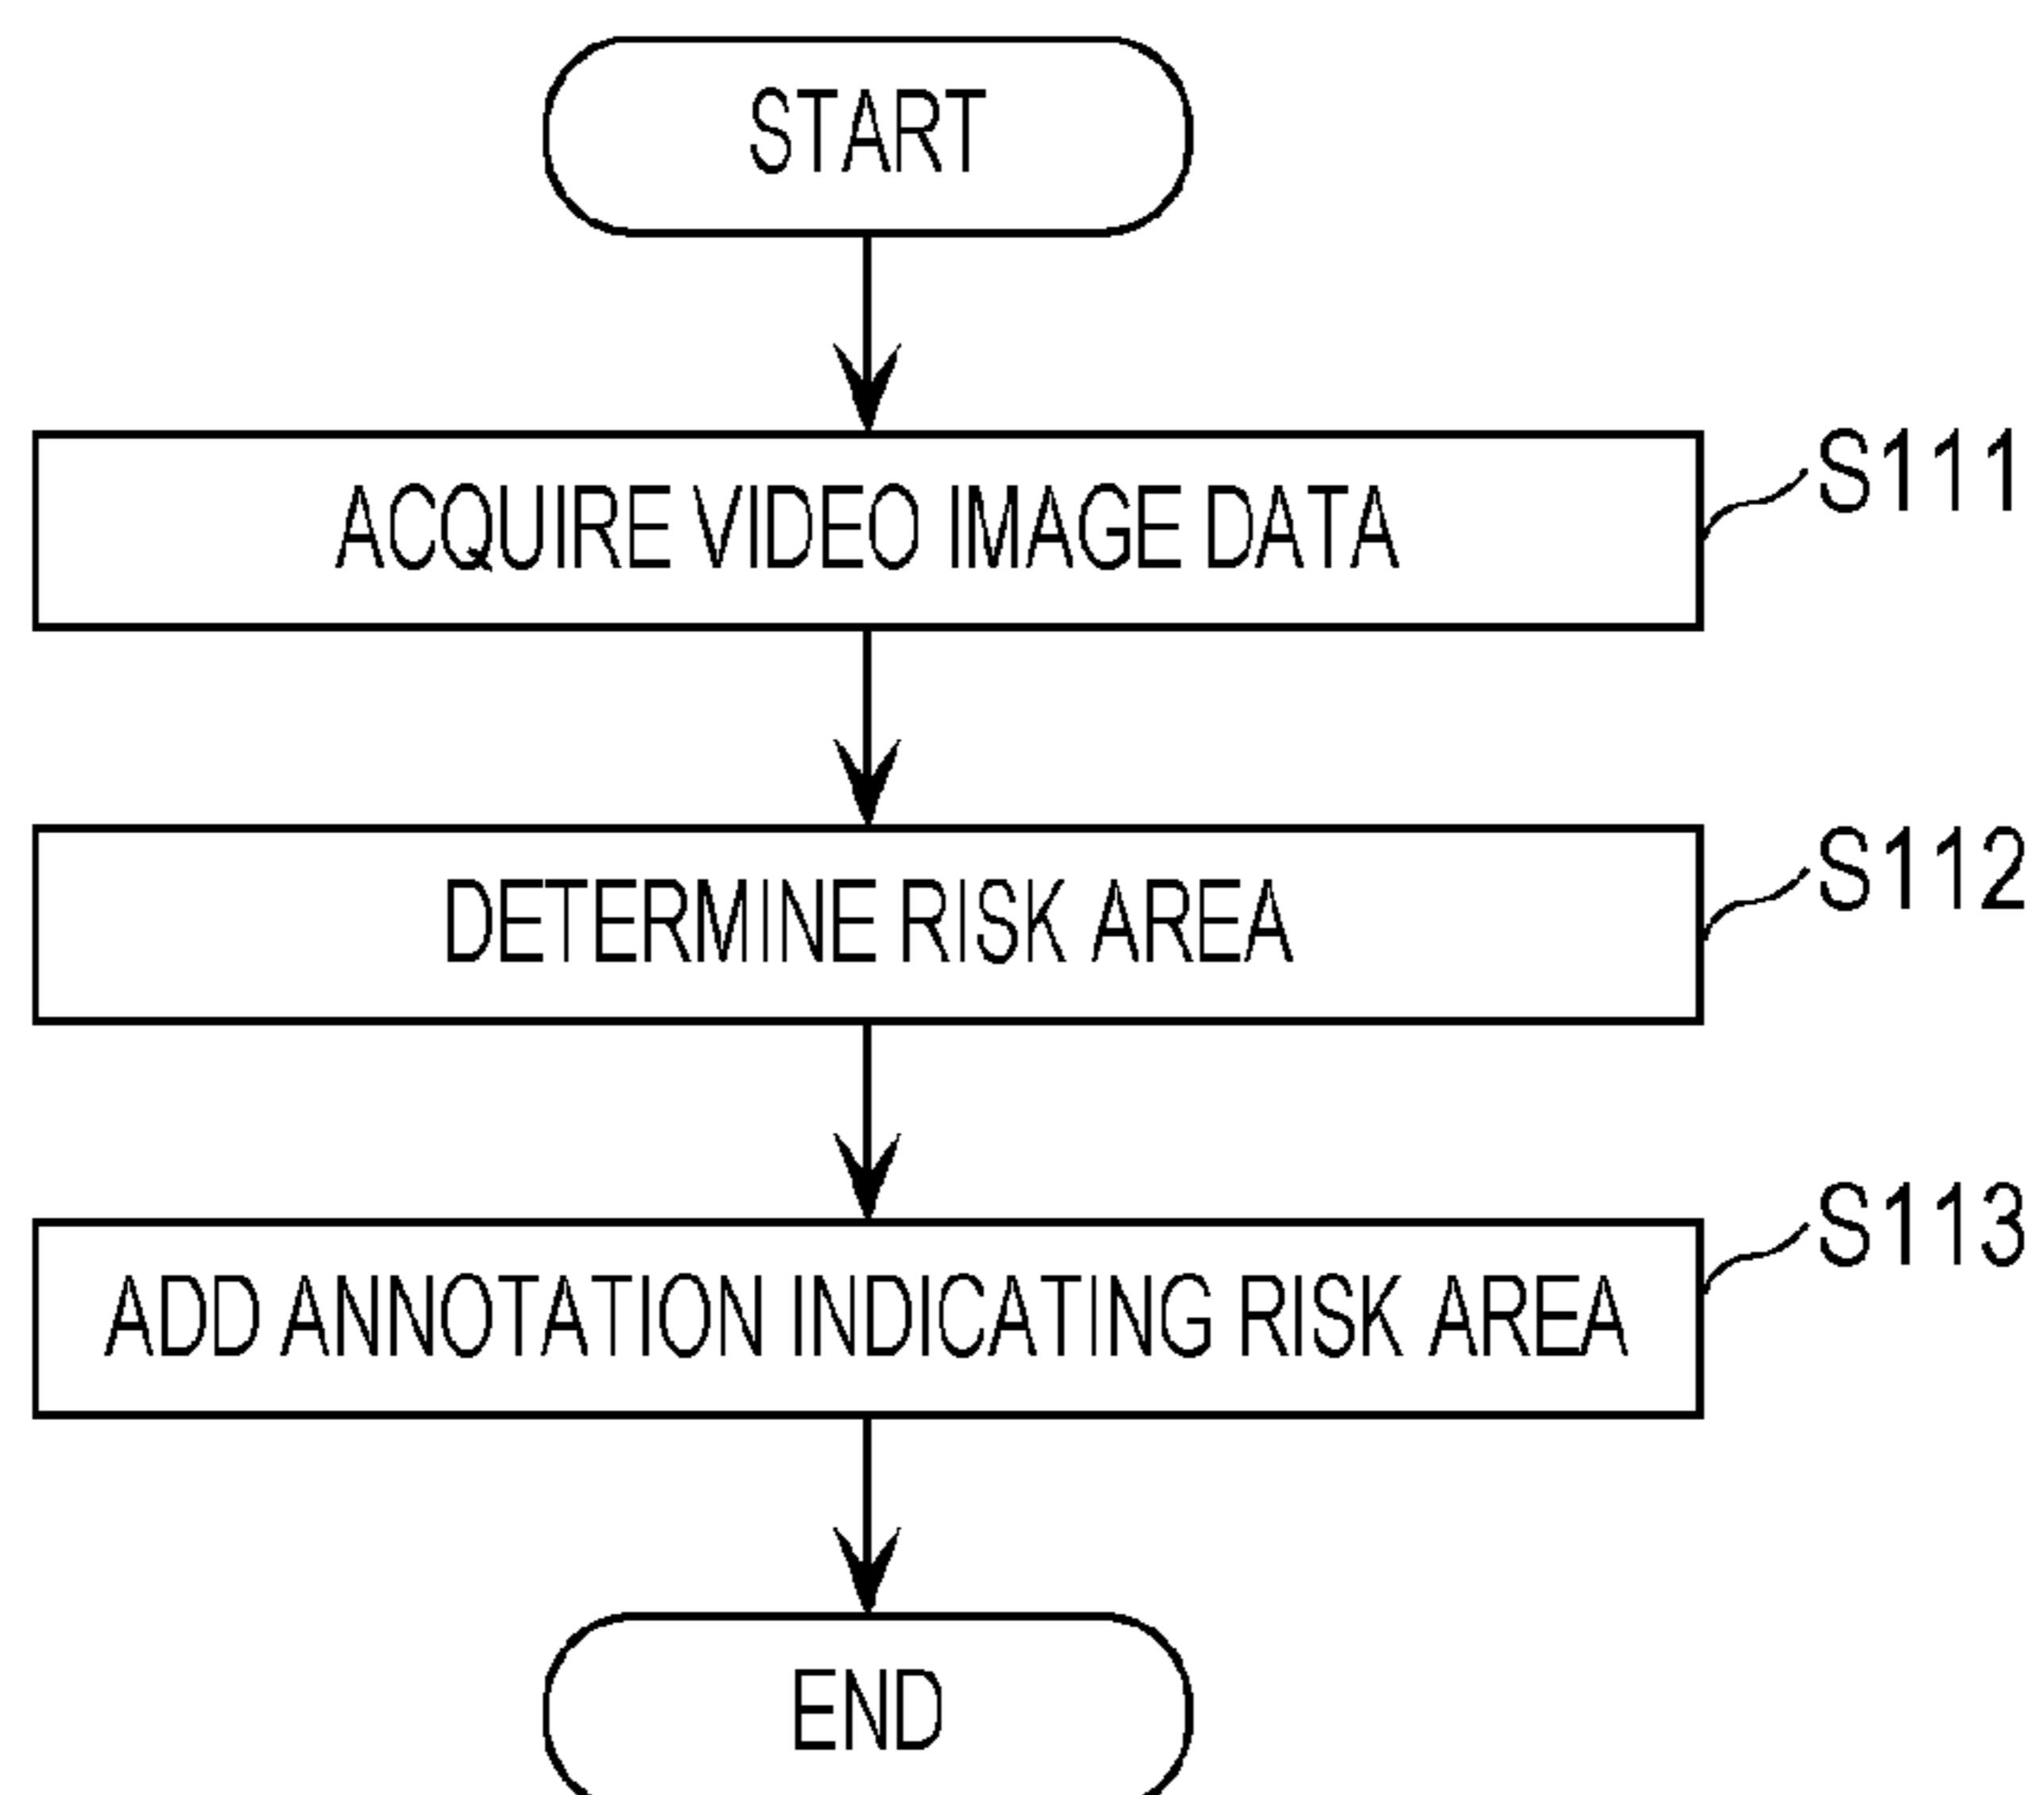 START
ACQUIRE VIDEO IMAGE DATA
S111
DETERMINE RISK AREA
S112
ADD ANNOTATION INDICATING RISK AREA
S113
END